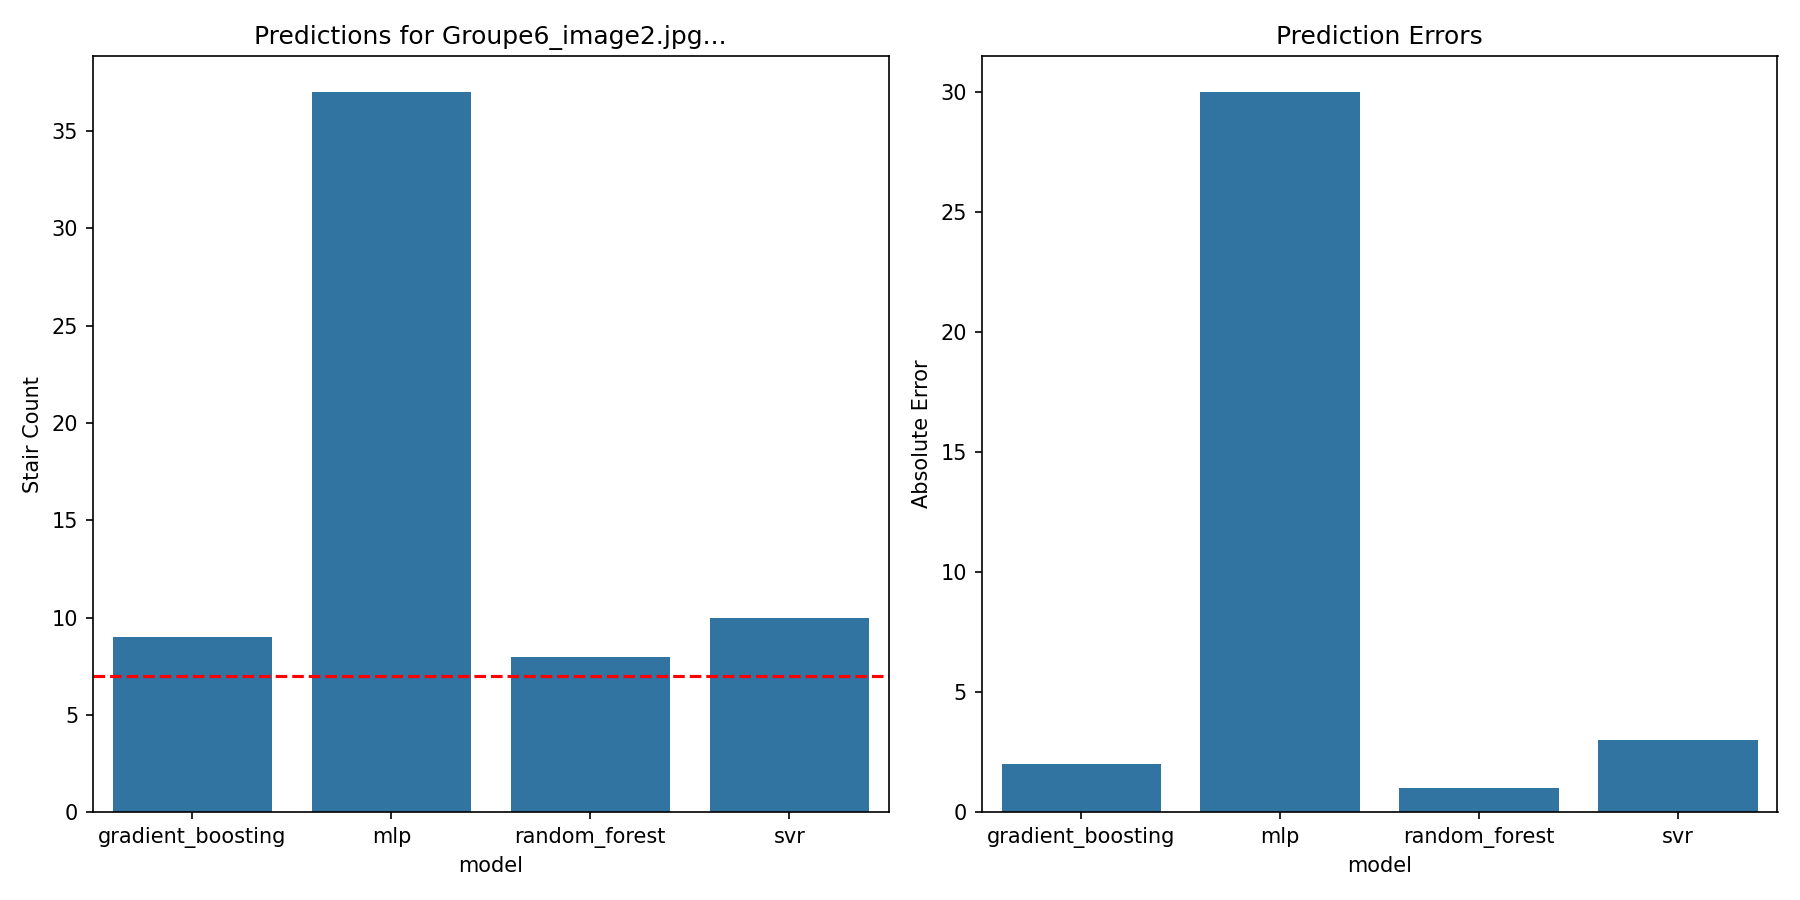 Predictions for Groupe6_image2.jpg...
Stair Count
35
30
25
20
15
10
5
0
gradient_boosting mlp random_forest svr
model
Prediction Errors
Absolute Error
30
25
20
15
10
5
0
gradient_boosting mlp random_forest svr
model